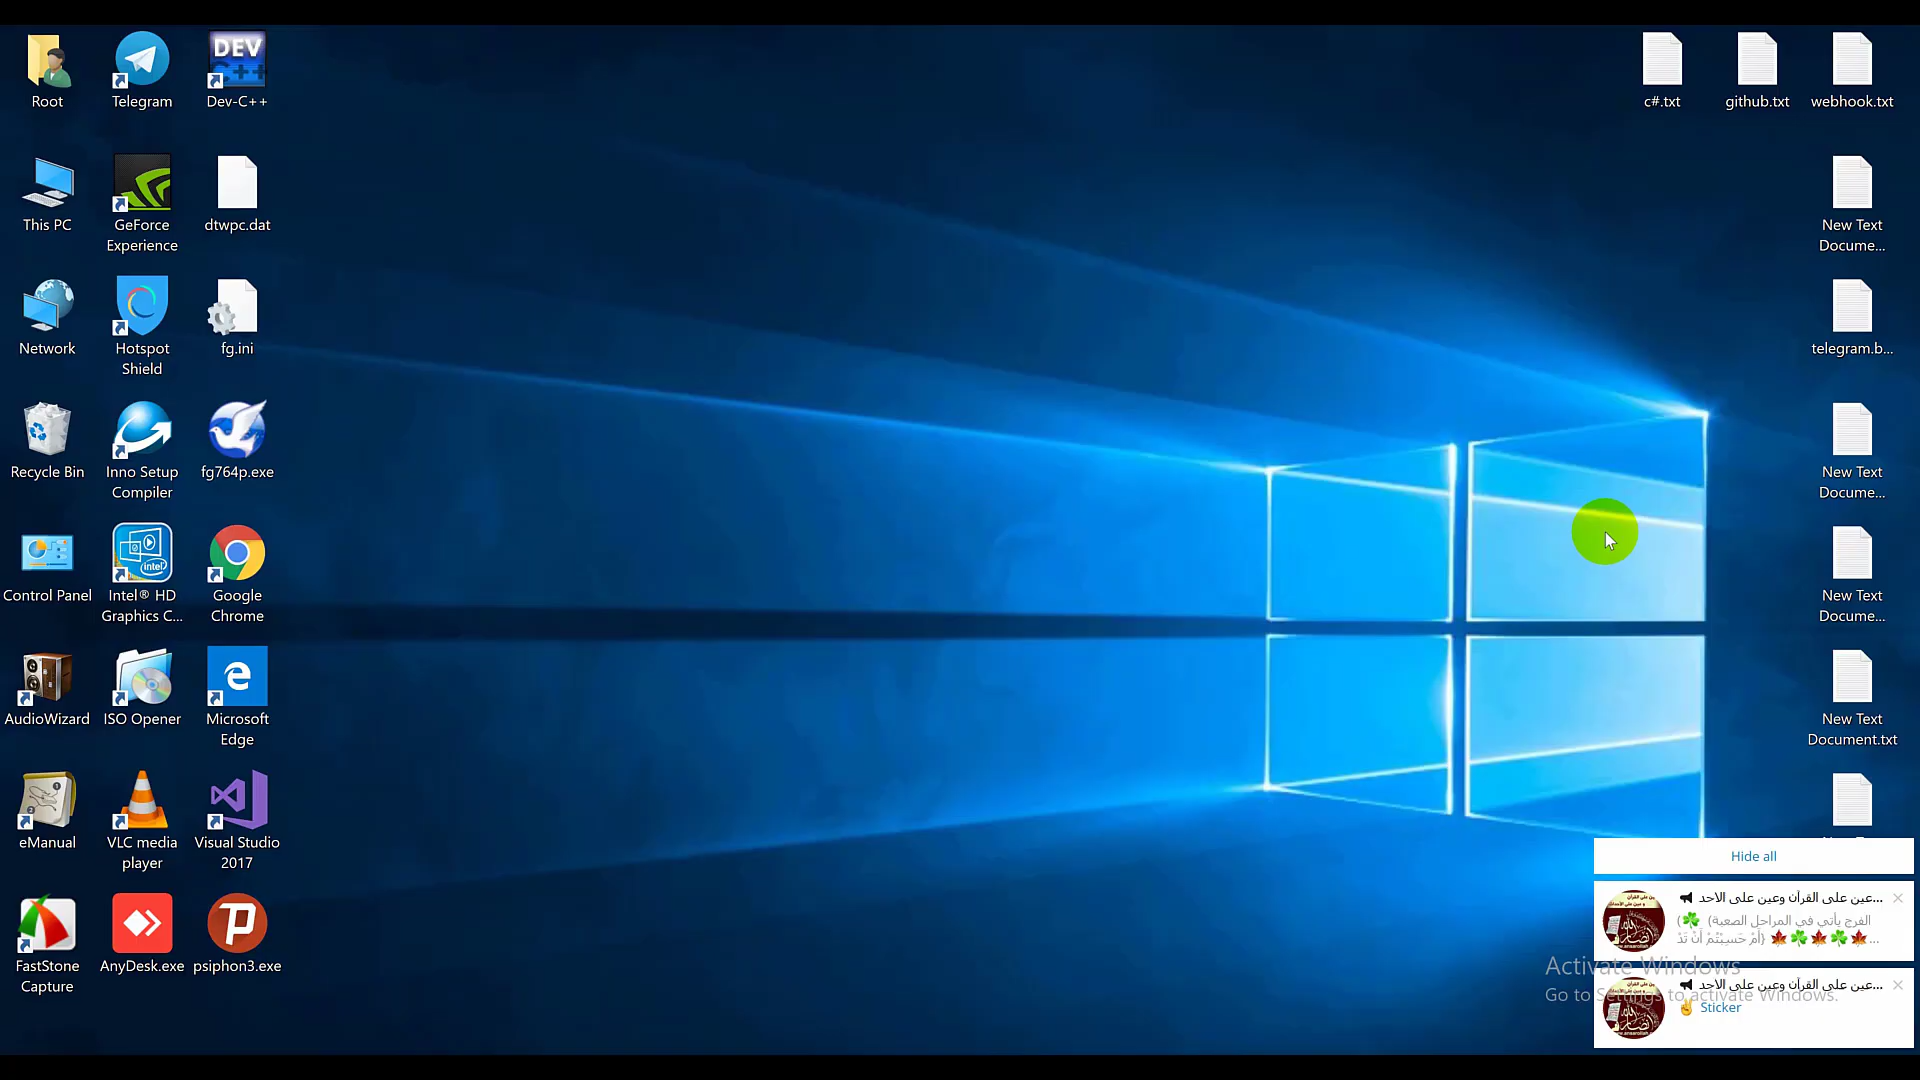 Root
Telegram
Dev-C++
c#.txt
github.txt
webhook.txt
This PC
GeForce
Experience
dtwpc.dat
New Text
Docume...
Network
Hotspot
Shield
fg.ini
telegram.b...
Recycle Bin
Inno Setup
Compiler
fg764p.exe
New Text
Docume...
Control Panel
Intel® HD
Graphics C...
Google
Chrome
New Text
Docume...
AudioWizard
ISO Opener
Microsoft
Edge
New Text
Document.txt
eManual
VLC media
player
Visual Studio
2017
FastStone
Capture
AnyDesk.exe
psiphon3.exe
Hide all
عين على القرآن وعين على الاحد...
الفرج يأتي في المراحل الصعبة) ☘️ (
🍁☘️🍁☘️🍁 {أَمْ حَسِبْتُمْ أَنْ تَدْ...
عين على القرآن وعين على الاحد...
✌️ Sticker
Activate Windows
Go to Settings to activate Windows.
DEV
C++
intel